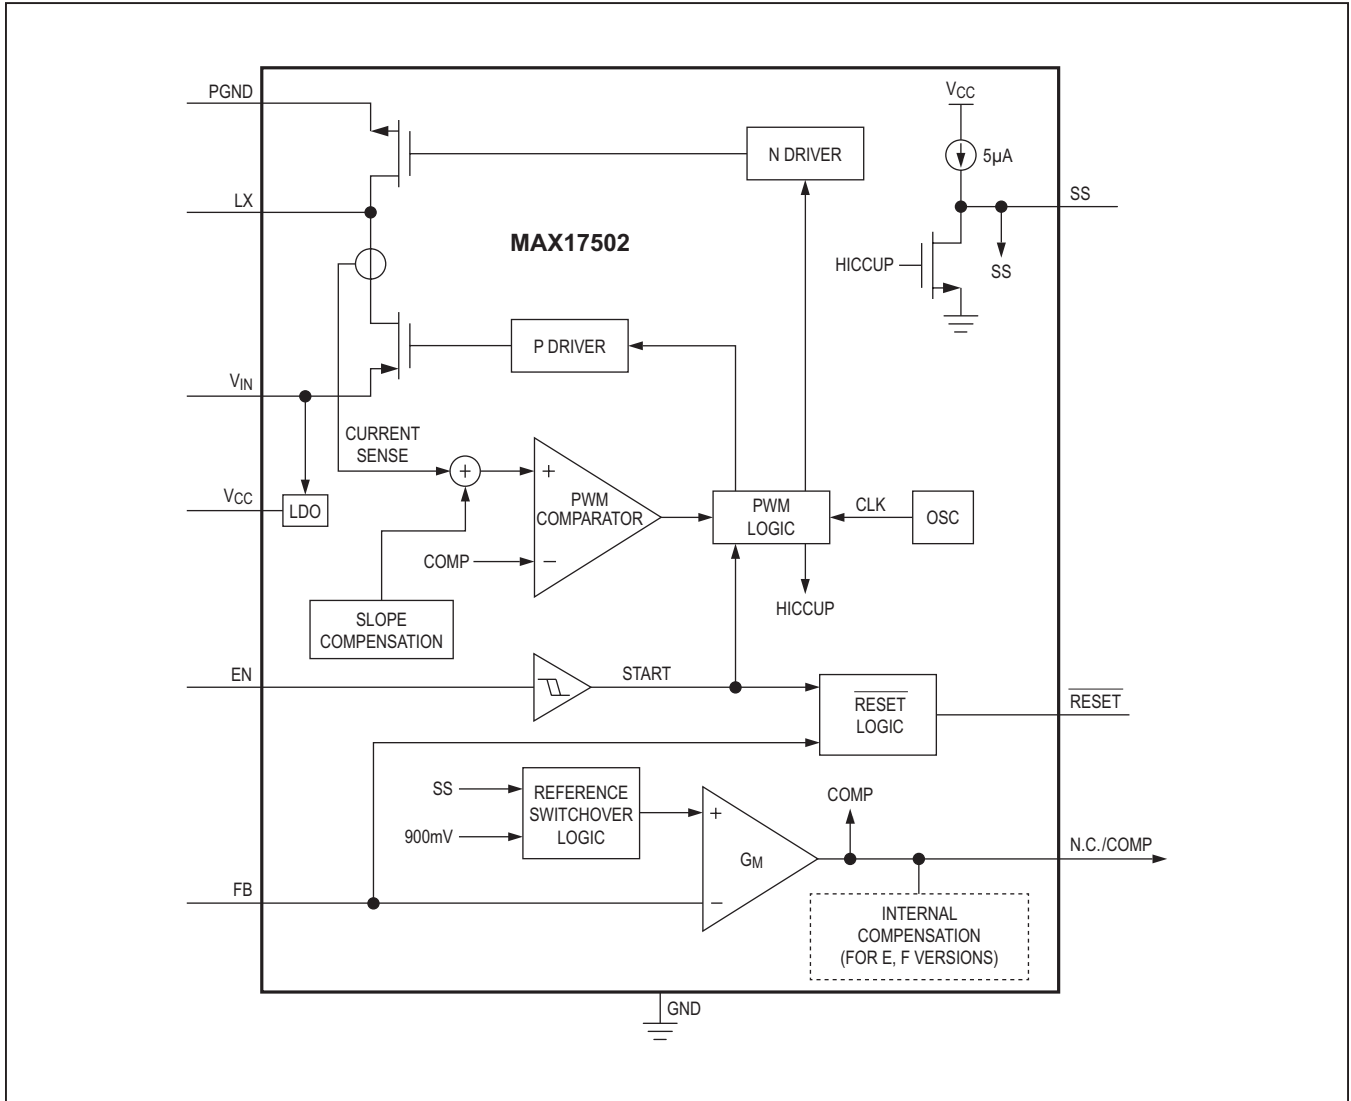 PGND
VCC
N DRIVER
5µA
LX
SS
MAX17502
HICCUP
SS
P DRIVER
VIN
CURRENT
SENSE
+
+
VCC
LDO
PWM
COMPARATOR
PWM
LOGIC
CLK
OSC
COMP
−
HICCUP
SLOPE
COMPENSATION
EN
START
RESET
LOGIC
RESET
SS
REFERENCE
SWITCHOVER
LOGIC
900mV
+
COMP
GM
N.C./COMP
FB
−
INTERNAL
COMPENSATION
(FOR E, F VERSIONS)
GND